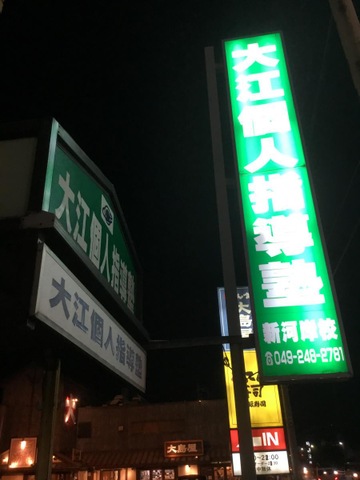 大江個人指導塾
新河岸校
☎049-248-2781
大江個人指導塾
大江個人指導塾
大島屋
IN